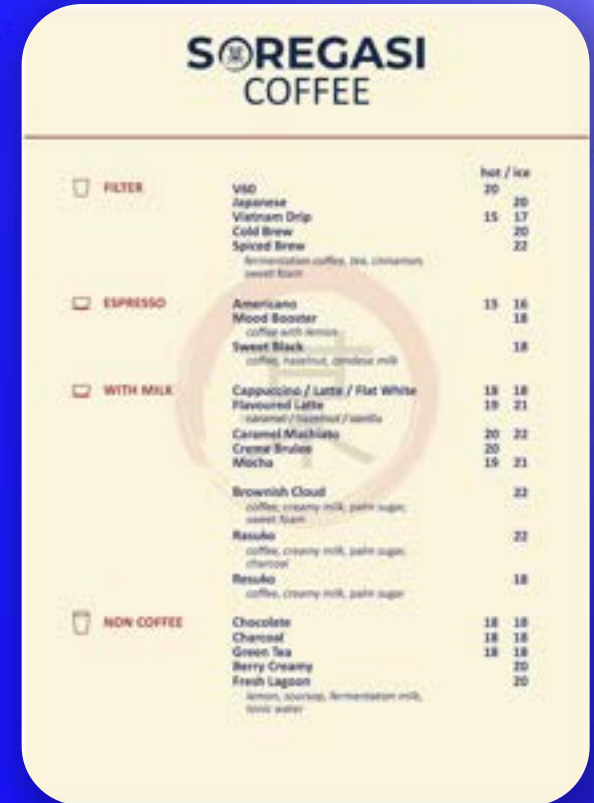 SOREGASI
COFFEE
hot / ice
FILTER
V60 20
Japanese 20
Vietnam Drip 15 17
Cold Brew 20
Spiced Brew 22
fermentation coffee, tea, cinnamon,
sweet foam
ESPRESSO
Americano 15 16
Mood Booster 18
coffee with lemon
Sweet Black 18
coffee, hazelnut, condese milk
WITH MILK
Cappuccino / Latte / Flat White 18 18
Flavoured Latte 19 21
caramel / hazelnut / vanilla
Caramel Machiato 20 22
Creme Brulee 20
Mocha 19 21
Brownish Cloud 22
coffee, creamy milk, palm sugar,
sweet foam
Rasuko 22
coffee, creamy milk, palm sugar,
charcoal
Resuko 18
coffee, creamy milk, palm sugar
NON COFFEE
Chocolate 18 18
Charcoal 18 18
Green Tea 18 18
Berry Creamy 20
Fresh Lagoon 20
lemon, soursop, fermentation milk,
tonic water